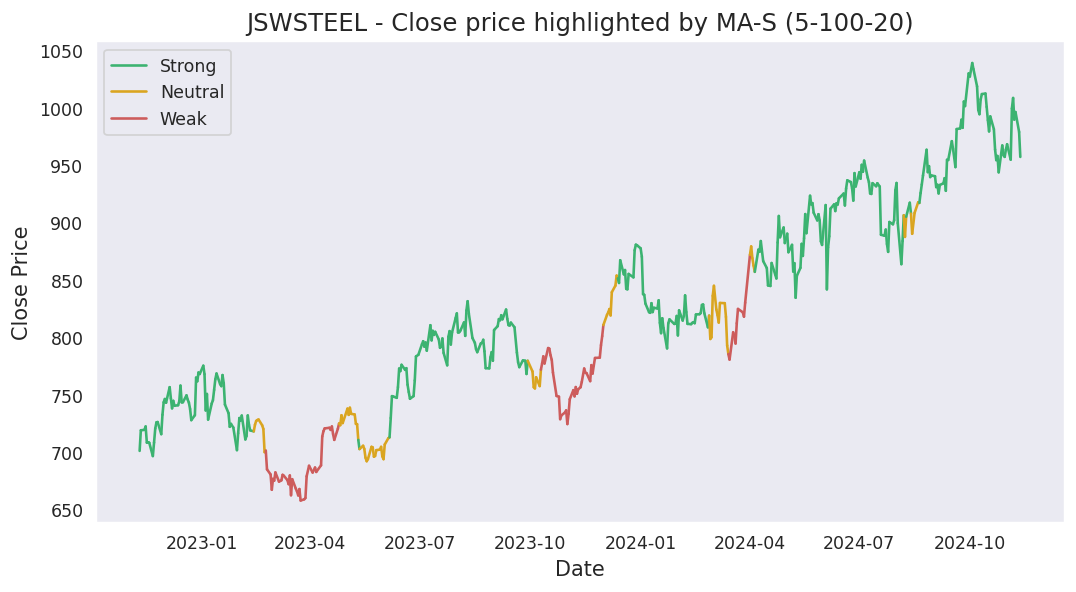 JSWSTEEL - Close price highlighted by MA-S (5-100-20)
Strong
Neutral
Weak
Close Price
1050
1000
950
900
850
800
750
700
650
2023-01 2023-04 2023-07 2023-10 2024-01 2024-04 2024-07 2024-10
Date